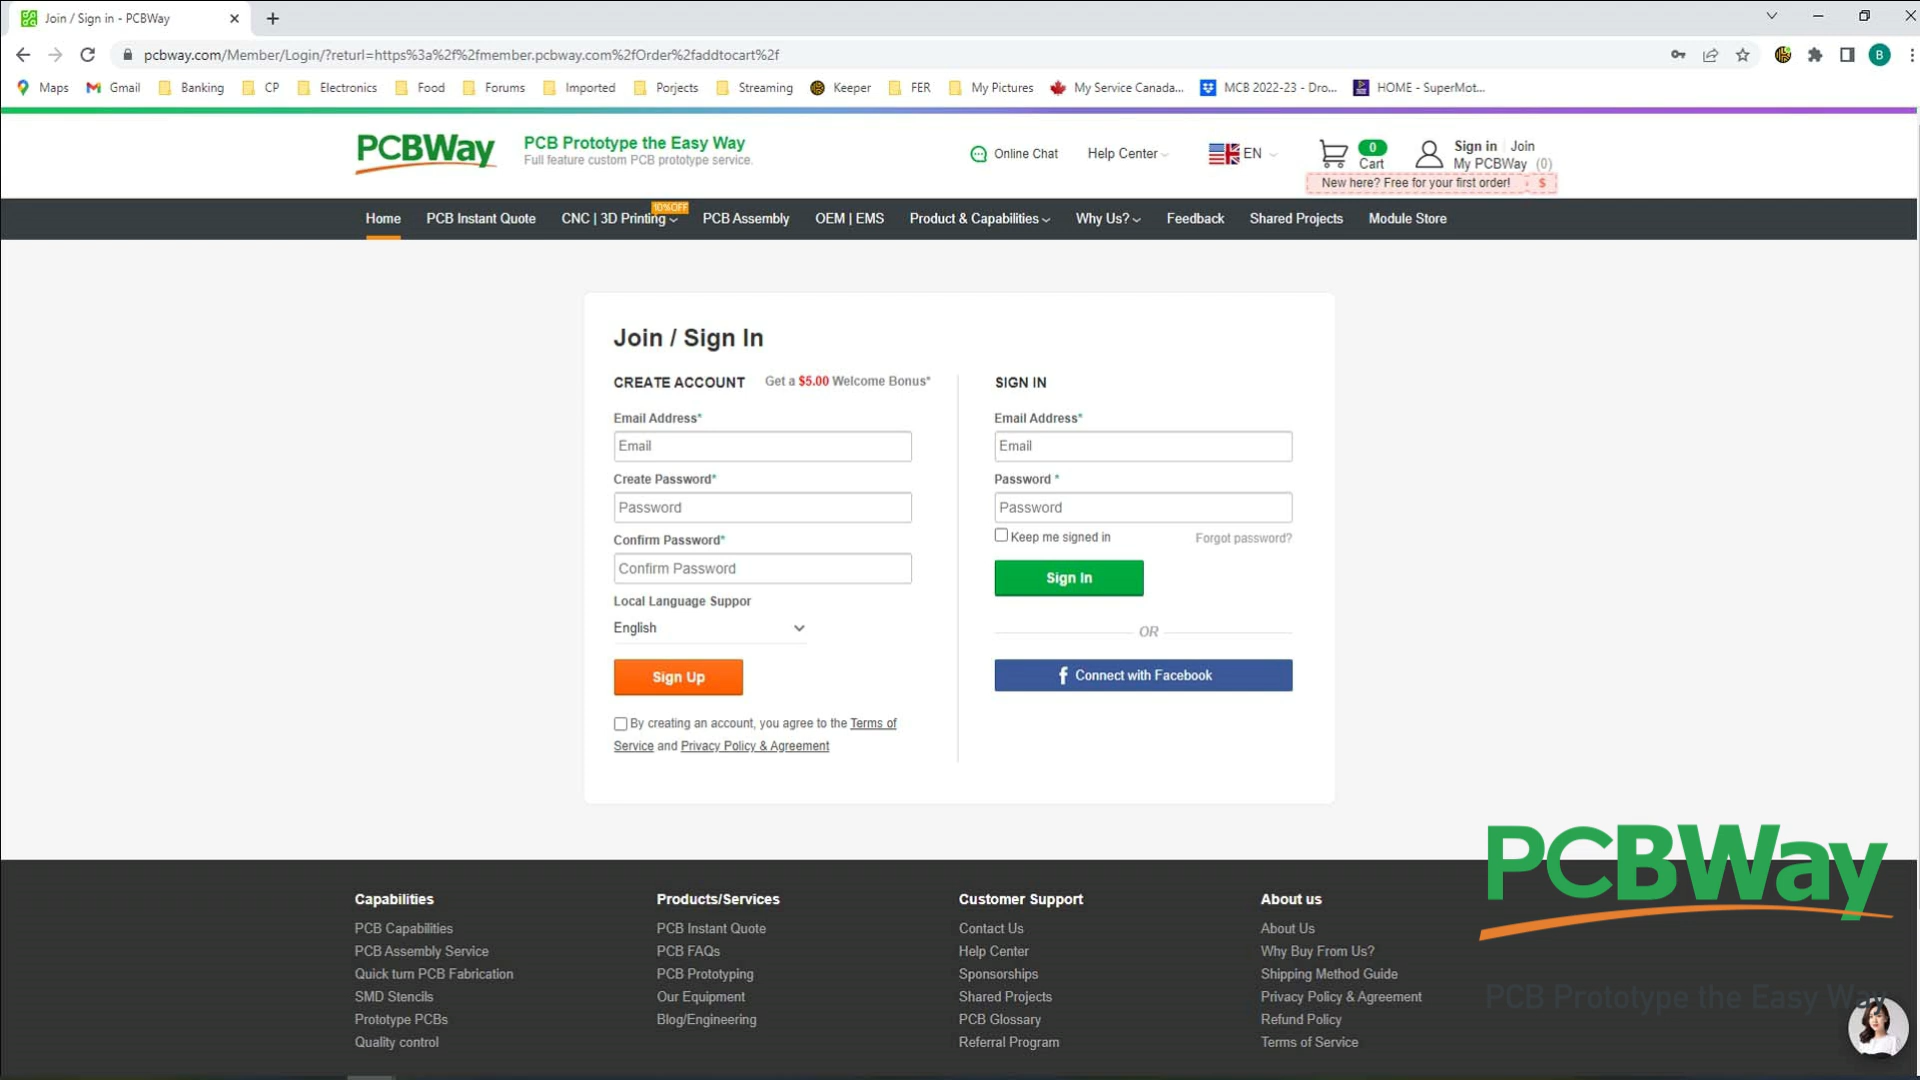 Join / Sign in - PCBWay
pcbway.com/Member/Login/?returl=https%3a%2f%2fmember.pcbway.com%2fOrder%2faddtocart%2f
B
Maps Gmail Banking CP Electronics Food Forums Imported Porjects Streaming Keeper FER My Pictures My Service Canada... MCB 2022-23 - Dro... HOME - SuperMot...
PCBWay
PCB Prototype the Easy Way
Full feature custom PCB prototype service.
Online Chat
Help Center
EN
0
Cart
Sign in Join
My PCBWay (0)
New here? Free for your first order! $
10%OFF
Home PCB Instant Quote CNC | 3D Printing PCB Assembly OEM | EMS Product & Capabilities Why Us? Feedback Shared Projects Module Store
Join / Sign In
CREATE ACCOUNT Get a $5.00 Welcome Bonus*
Email Address*
Email
Create Password*
Password
Confirm Password*
Confirm Password
Local Language Suppor
English
Sign Up
By creating an account, you agree to the Terms of
Service and Privacy Policy & Agreement
SIGN IN
Email Address*
Email
Password *
Password
Keep me signed in Forgot password?
Sign In
OR
f Connect with Facebook
Capabilities
PCB Capabilities
PCB Assembly Service
Quick turn PCB Fabrication
SMD Stencils
Prototype PCBs
Quality control
Products/Services
PCB Instant Quote
PCB FAQs
PCB Prototyping
Our Equipment
Blog/Engineering
Customer Support
Contact Us
Help Center
Sponsorships
Shared Projects
PCB Glossary
Referral Program
About us
About Us
Why Buy From Us?
Shipping Method Guide
Privacy Policy & Agreement
Refund Policy
Terms of Service
PCBWay
PCB Prototype the Easy Way